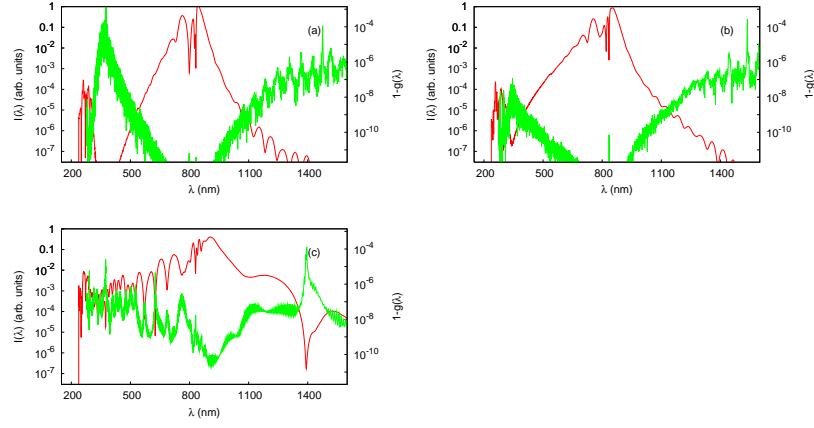 (a)
I(λ) (arb. units)
1
0.1
10⁻²
10⁻³
10⁻⁴
10⁻⁵
10⁻⁶
10⁻⁷
10⁻⁴
10⁻⁶
10⁻⁸
10⁻¹⁰
1-g(λ)
200 500 800 1100 1400
λ (nm)
(b)
I(λ) (arb. units)
1
0.1
10⁻²
10⁻³
10⁻⁴
10⁻⁵
10⁻⁶
10⁻⁷
10⁻⁴
10⁻⁶
10⁻⁸
10⁻¹⁰
1-g(λ)
200 500 800 1100 1400
λ (nm)
(c)
I(λ) (arb. units)
1
0.1
10⁻²
10⁻³
10⁻⁴
10⁻⁵
10⁻⁶
10⁻⁷
10⁻⁴
10⁻⁶
10⁻⁸
10⁻¹⁰
1-g(λ)
200 500 800 1100 1400
λ (nm)